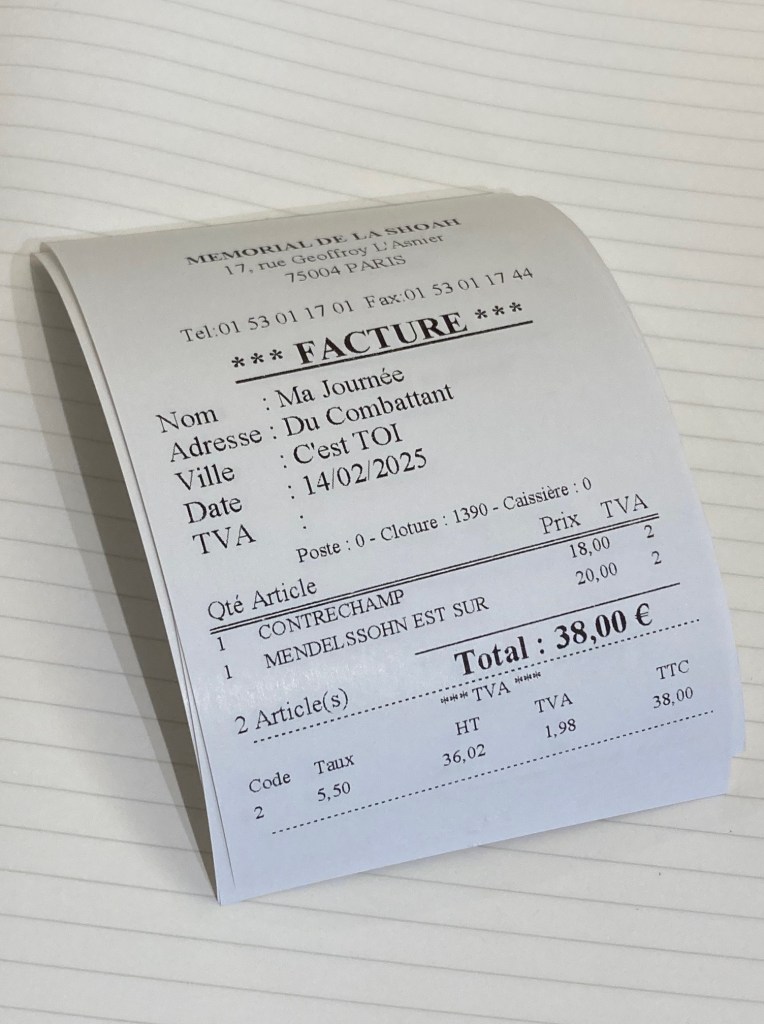 MEMORIAL DE LA SHOAH
17, rue Geoffroy L'Asnier
75004 PARIS
Tel:01 53 01 17 01 Fax:01 53 01 17 44
*** FACTURE ***
Nom : Ma Journée
Adresse : Du Combattant
Ville : C'est TOI
Date : 14/02/2025
TVA :
Poste : 0 - Cloture : 1390 - Caissière : 0
Qté Article Prix TVA
1 CONTRECHAMP 18,00 2
1 MENDELSSOHN EST SUR 20,00 2
Total : 38,00 €
2 Article(s)
*** TVA ***
Code Taux HT TVA TTC
2 5,50 36,02 1,98 38,00